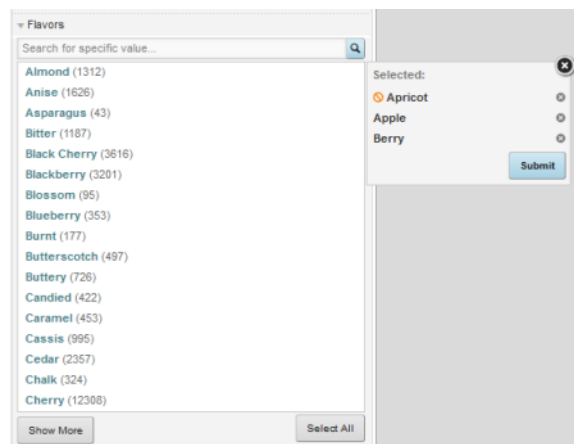 Flavors
Search for specific value...
Almond (1312)
Anise (1626)
Asparagus (43)
Bitter (1187)
Black Cherry (3616)
Blackberry (3201)
Blossom (95)
Blueberry (353)
Burnt (177)
Butterscotch (497)
Buttery (726)
Candied (422)
Caramel (453)
Cassis (995)
Cedar (2357)
Chalk (324)
Cherry (12308)
Show More
Select All
Selected:
Apricot
Apple
Berry
Submit